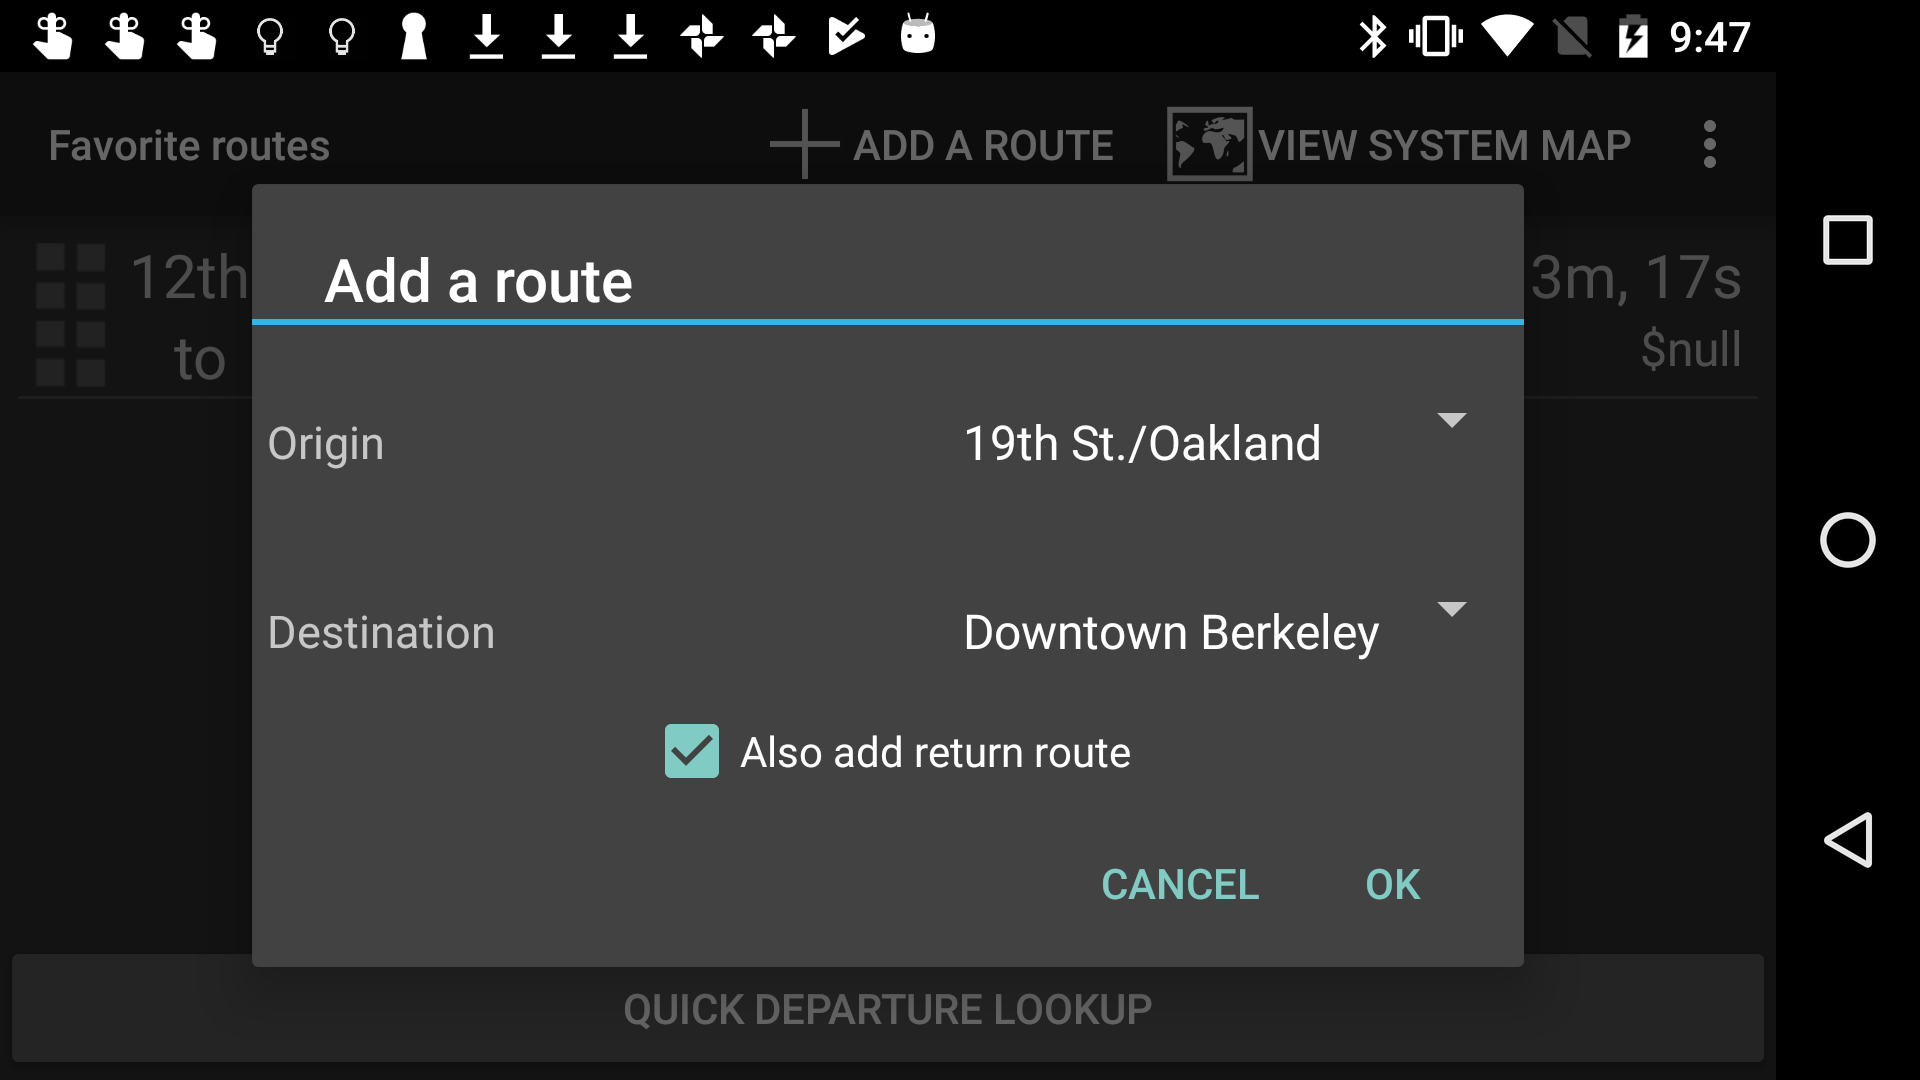 9:47
Favorite routes
ADD A ROUTE
VIEW SYSTEM MAP
12th
to
3m, 17s
$null
Add a route
Origin
19th St./Oakland
Destination
Downtown Berkeley
Also add return route
CANCEL
OK
QUICK DEPARTURE LOOKUP